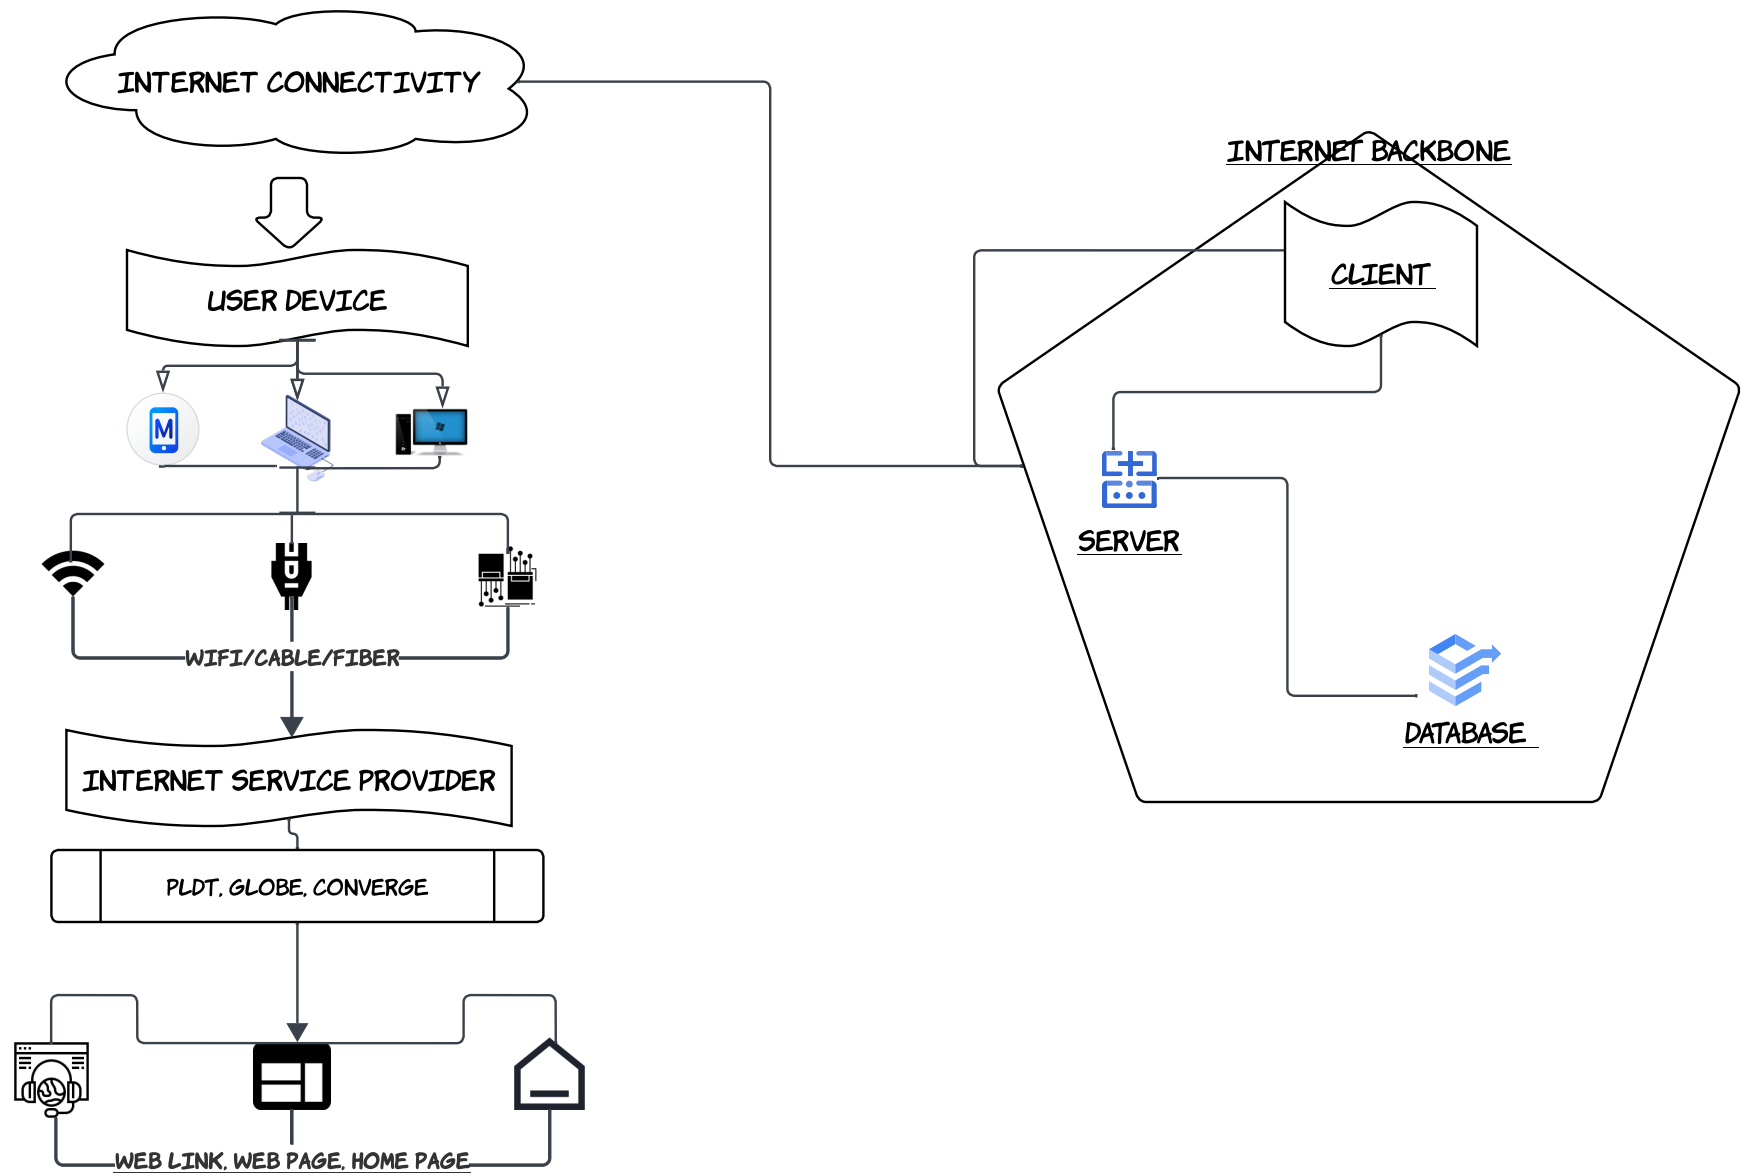 INTERNET CONNECTIVITY
USER DEVICE
M
WIFI/CABLE/FIBER
INTERNET SERVICE PROVIDER
PLDT, GLOBE, CONVERGE
WEB LINK, WEB PAGE, HOME PAGE
INTERNET BACKBONE
CLIENT
SERVER
DATABASE